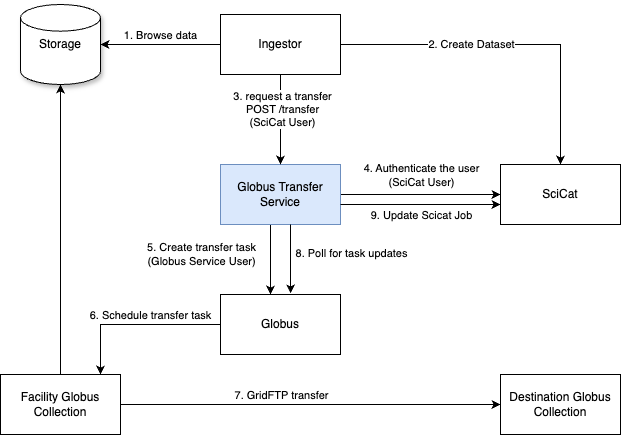 Storage
1. Browse data
Ingestor
2. Create Dataset
3. request a transfer
POST /transfer
(SciCat User)
Globus Transfer
Service
4. Authenticate the user
(SciCat User)
9. Update Scicat Job
SciCat
5. Create transfer task
(Globus Service User)
8. Poll for task updates
6. Schedule transfer task
Globus
Facility Globus
Collection
7. GridFTP transfer
Destination Globus
Collection